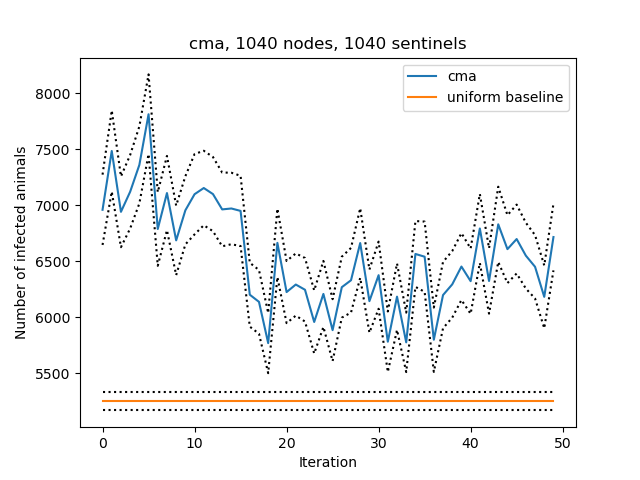 cma, 1040 nodes, 1040 sentinels
cma
uniform baseline
Number of infected animals
8000
7500
7000
6500
6000
5500
0 10 20 30 40 50
Iteration